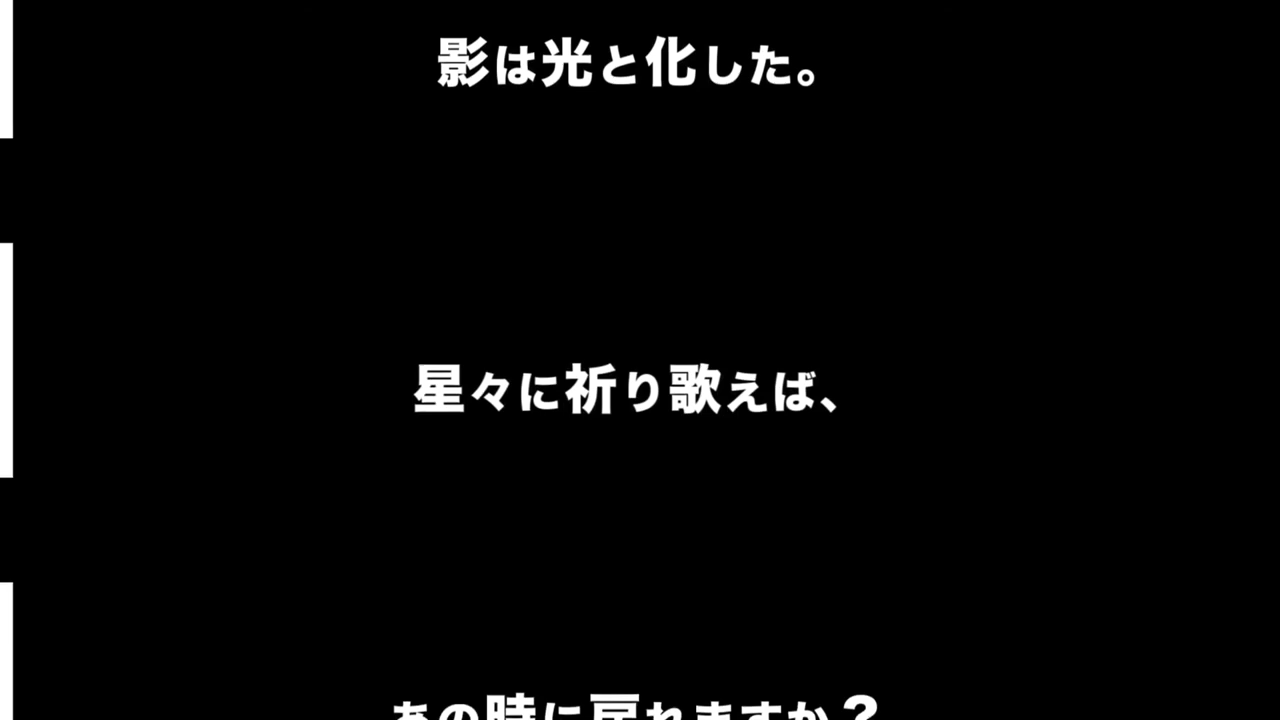 影は光と化した。
星々に祈り歌えば、
あの時に戻れますか？